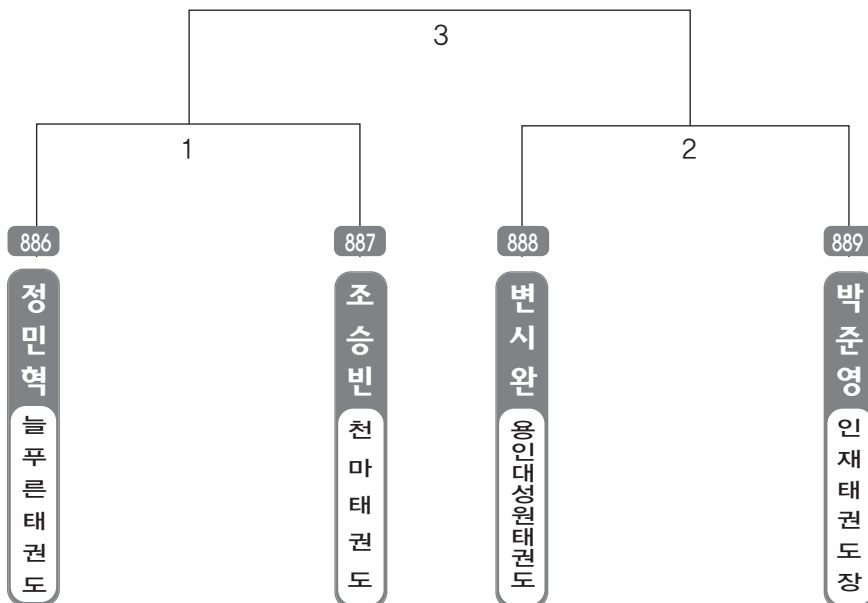 3
1
2
886
887
888
889
정민혁
조승빈
변시완
박준영
늘푸른태권도
천마태권도
용인대성원태권도
인재태권도장